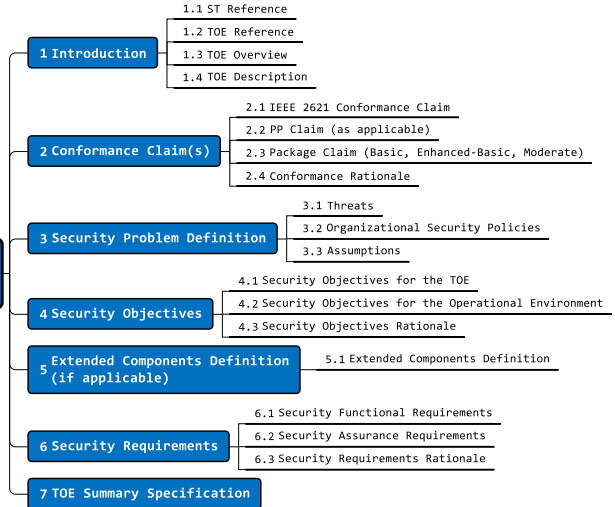 1 Introduction
1.1 ST Reference
1.2 TOE Reference
1.3 TOE Overview
1.4 TOE Description
2 Conformance Claim(s)
2.1 IEEE 2621 Conformance Claim
2.2 PP Claim (as applicable)
2.3 Package Claim (Basic, Enhanced-Basic, Moderate)
2.4 Conformance Rationale
3 Security Problem Definition
3.1 Threats
3.2 Organizational Security Policies
3.3 Assumptions
4 Security Objectives
4.1 Security Objectives for the TOE
4.2 Security Objectives for the Operational Environment
4.3 Security Objectives Rationale
5 Extended Components Definition
(if applicable)
5.1 Extended Components Definition
6 Security Requirements
6.1 Security Functional Requirements
6.2 Security Assurance Requirements
6.3 Security Requirements Rationale
7 TOE Summary Specification